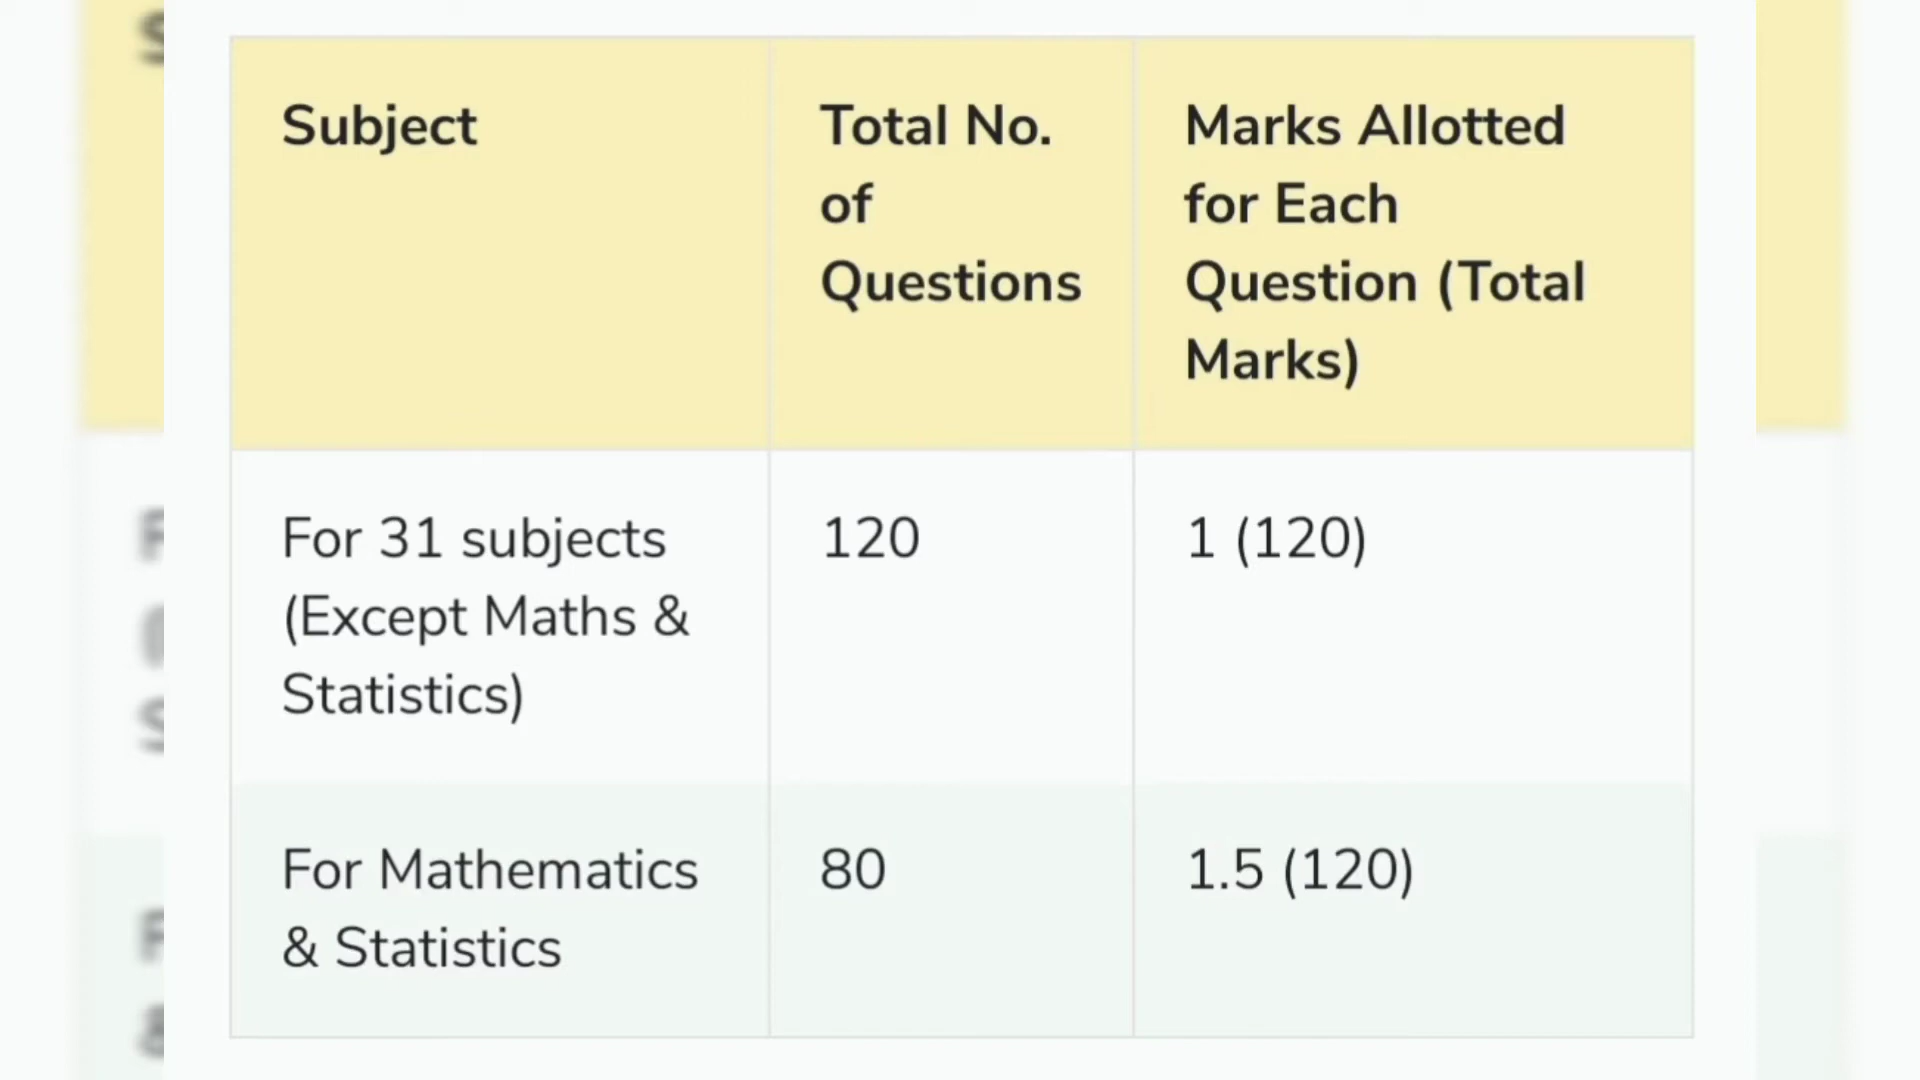 Subject
Total No.
of
Questions
Marks Allotted
for Each
Question (Total
Marks)
For 31 subjects
(Except Maths &
Statistics)
120
1 (120)
For Mathematics
& Statistics
80
1.5 (120)